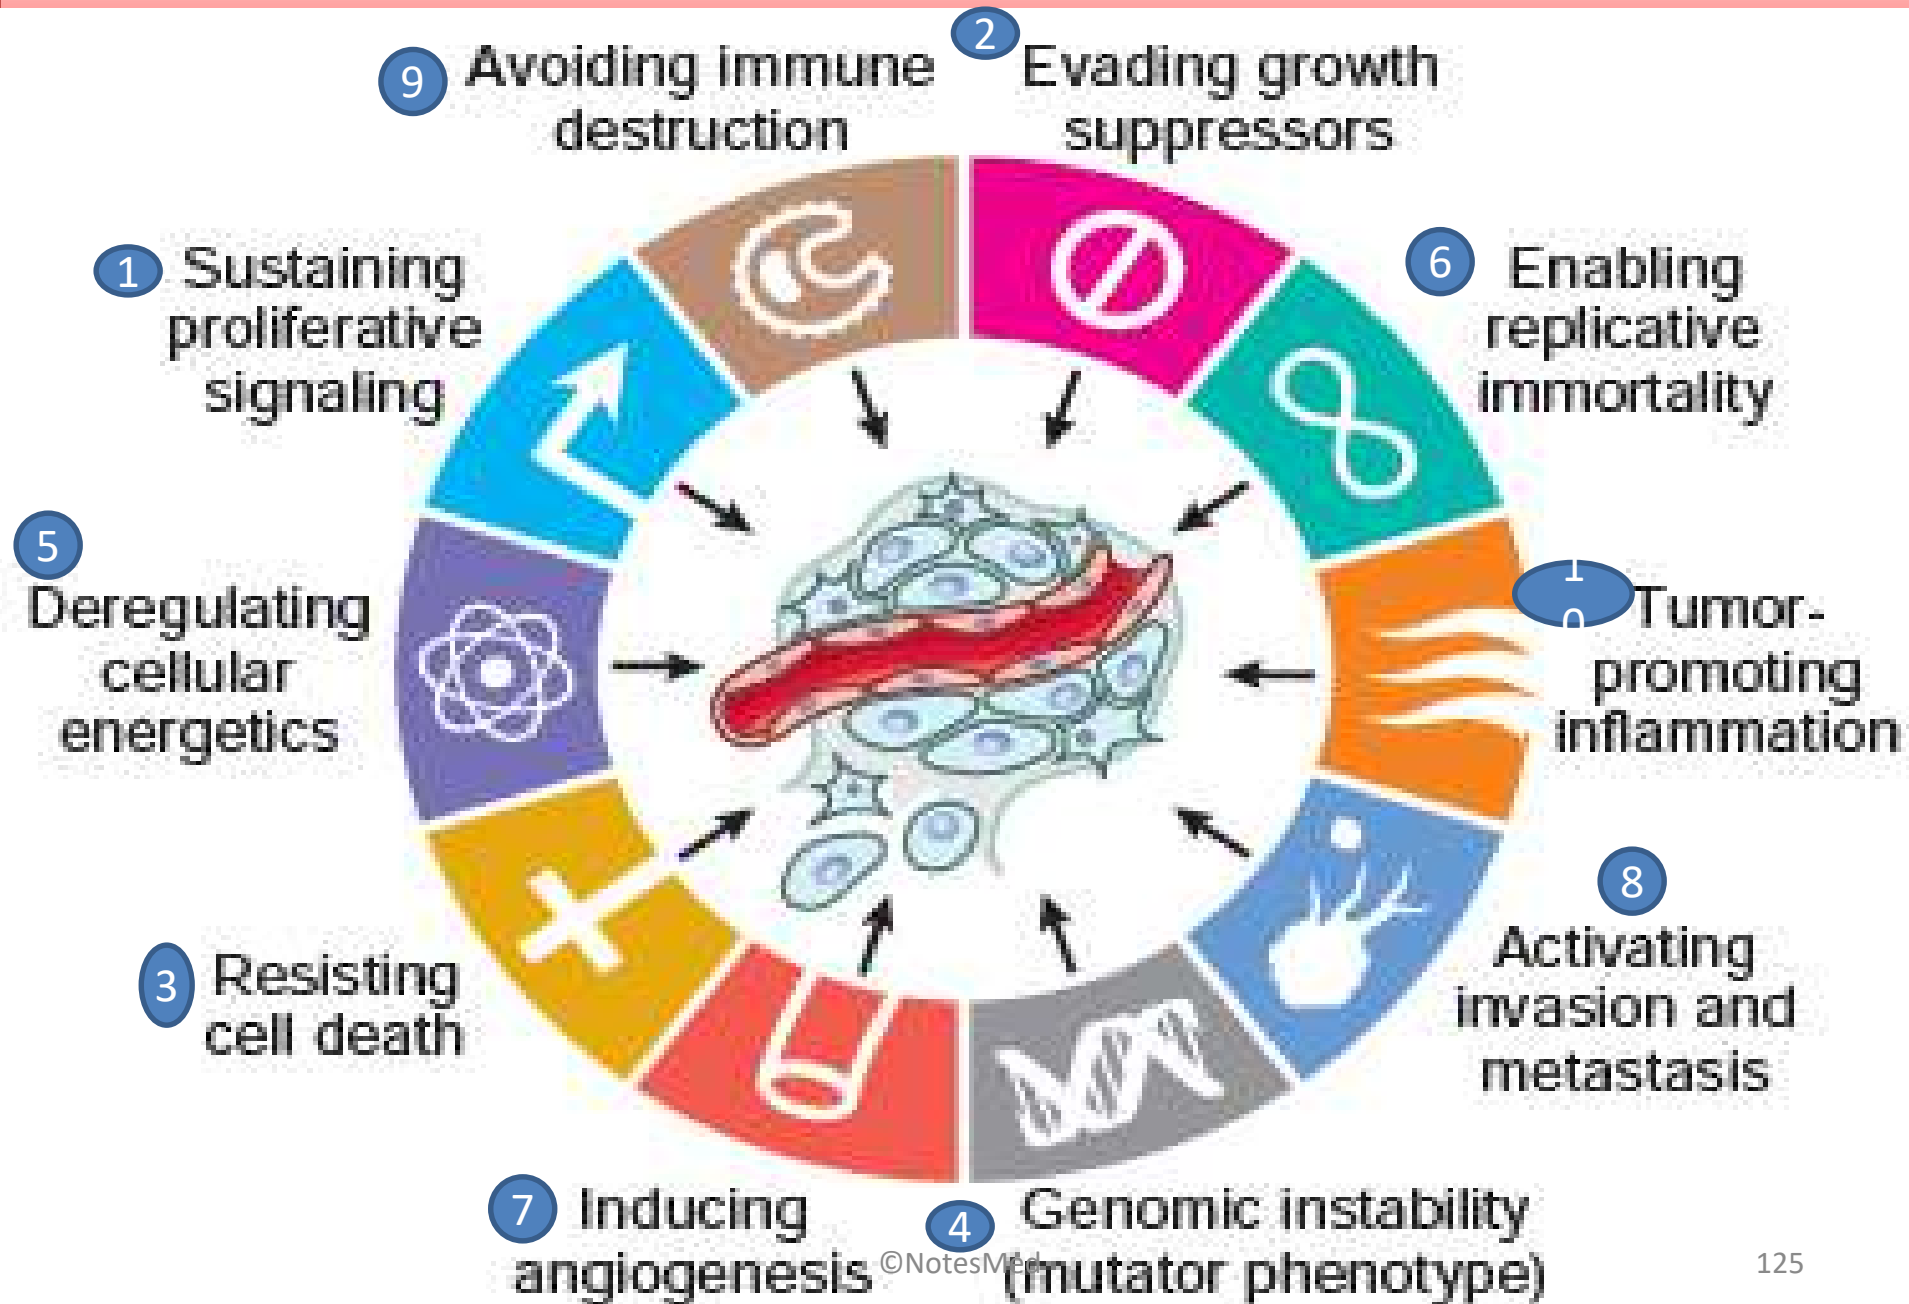 2
9
Avoiding immune
destruction
Evading growth
suppressors
1
Sustaining
proliferative
signaling
6
Enabling
replicative
immortality
5
Deregulating
cellular
energetics
10
Tumor-
promoting
inflammation
3
Resisting
cell death
8
Activating
invasion and
metastasis
7
Inducing
angiogenesis
4
Genomic instability
(mutator phenotype)
©NotesMed
125